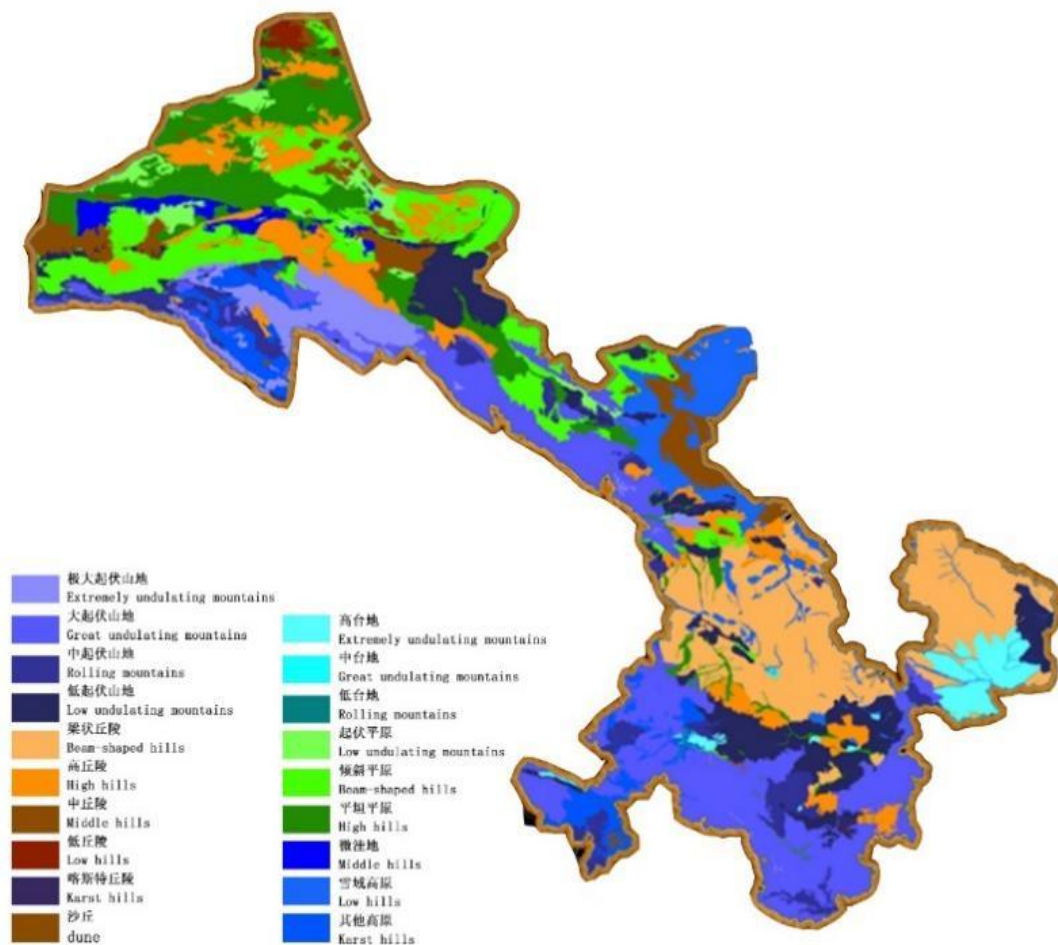 极大起伏山地
Extremely undulating mountains
大起伏山地
Great undulating mountains
中起伏山地
Rolling mountains
低起伏山地
Low undulating mountains
梁状丘陵
Beam-shaped hills
高丘陵
High hills
中丘陵
Middle hills
低丘陵
Low hills
喀斯特丘陵
Karst hills
沙丘
dune
高台地
Extremely undulating mountains
中台地
Great undulating mountains
低台地
Rolling mountains
起伏平原
Low undulating mountains
倾斜平原
Beam-shaped hills
平坦平原
High hills
微洼地
Middle hills
雪域高原
Low hills
其他高原
Karst hills